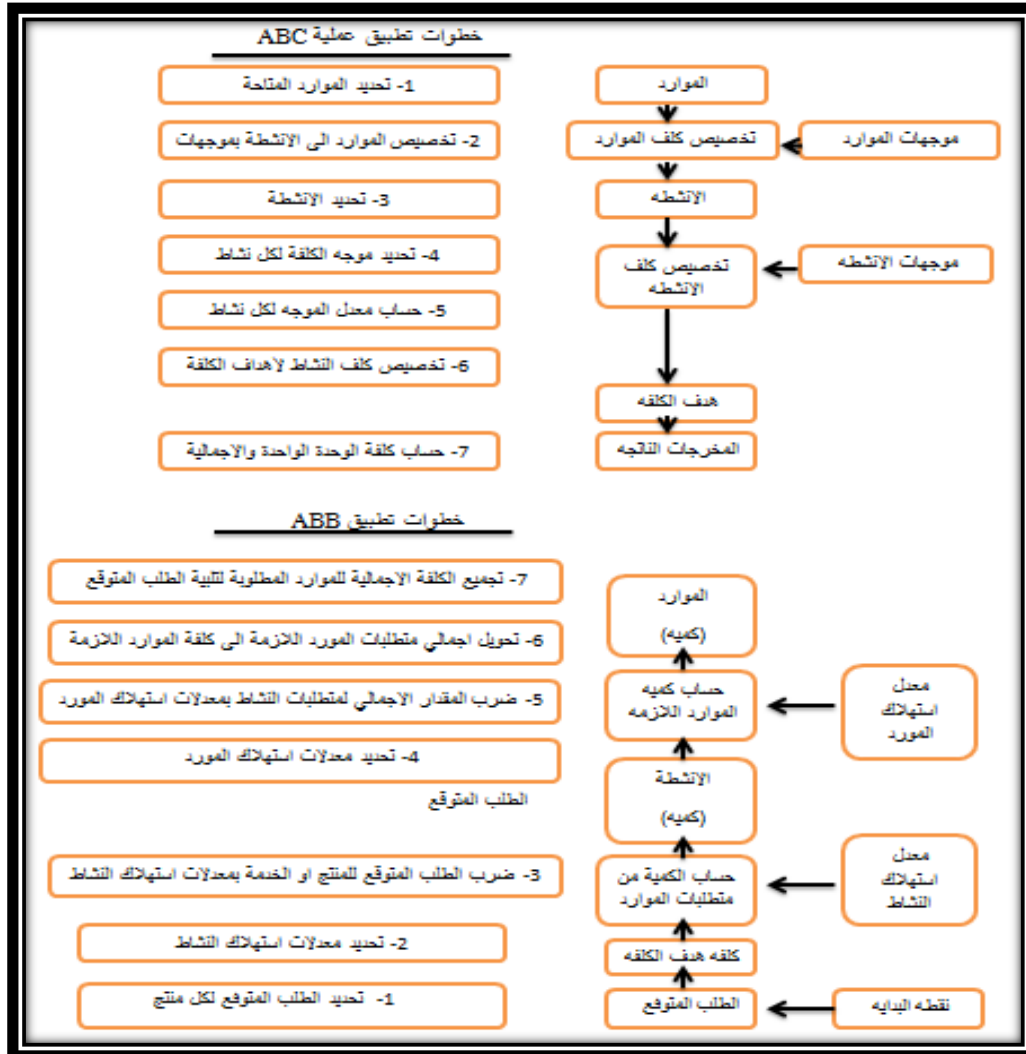 خطوات تطبيق عملية ABC
1- تحديد الموارد المتاحة
الموارد
2- تخصيص الموارد الى الانشطة بموجهات
تخصيص كلف الموارد
موجهات الموارد
3- تحديد الانشطة
الانشطه
4- تحديد موجه الكلفة لكل نشاط
تخصيص كلف
الانشطه
موجهات الانشطه
5- حساب معدل الموجه لكل نشاط
6- تخصيص كلف النشاط لاهداف الكلفة
هدف الكلفه
7- حساب كلفة الوحدة الواحدة والاجمالية
المخرجات الناتجه
خطوات تطبيق ABB
7- تجميع الكلفة الاجمالية للموارد المطلوبة لتلبية الطلب المتوقع
الموارد
(كميه)
6- تحويل اجمالي متطلبات المورد اللازمة الى كلفة الموارد اللازمة
5- ضرب المقدار الاجمالي لمتطلبات النشاط بمعدلات استهلاك المورد
حساب كميه
الموارد اللازمه
معدل
استهلاك
المورد
4- تحديد معدلات استهلاك المورد
الطلب المتوقع
الانشطة
(كميه)
3- ضرب الطلب المتوقع للمنتج او الخدمة بمعدلات استهلاك النشاط
حساب الكمية من
متطلبات الموارد
معدل
استهلاك
النشاط
2- تحديد معدلات استهلاك النشاط
كلفه هدف الكلفه
1- تحديد الطلب المتوقع لكل منتج
الطلب المتوقع
نقطه البدايه